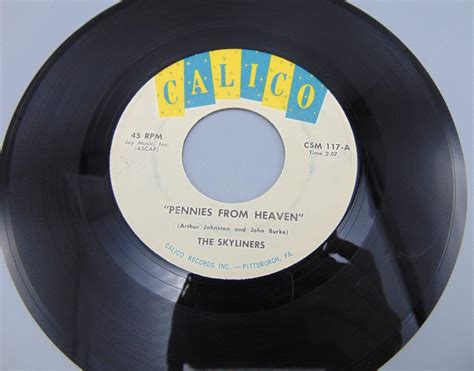 CALICO
45 RPM
Joy Music, Inc.
(ASCAP)
CSM 117-A
Time 2:07
"PENNIES FROM HEAVEN"
(Arthur Johnston and John Burke)
THE SKYLINERS
CALICO RECORDS INC. — PITTSBURGH, PA.